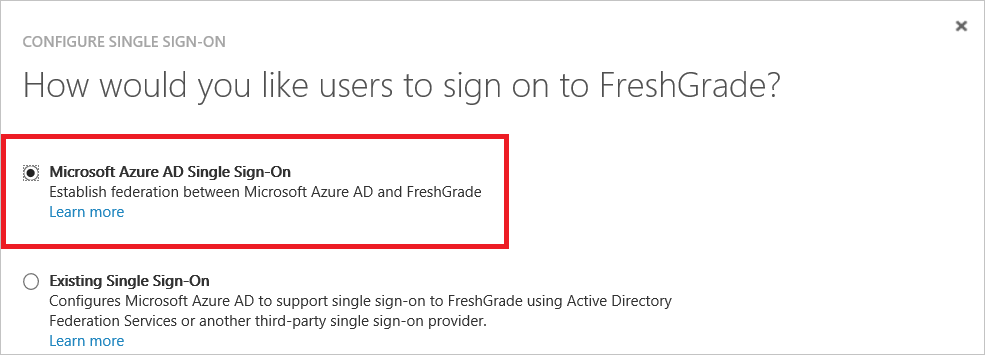 CONFIGURE SINGLE SIGN-ON
How would you like users to sign on to FreshGrade?
Microsoft Azure AD Single Sign-On
Establish federation between Microsoft Azure AD and FreshGrade
Learn more
Existing Single Sign-On
Configures Microsoft Azure AD to support single sign-on to FreshGrade using Active Directory
Federation Services or another third-party single sign-on provider.
Learn more